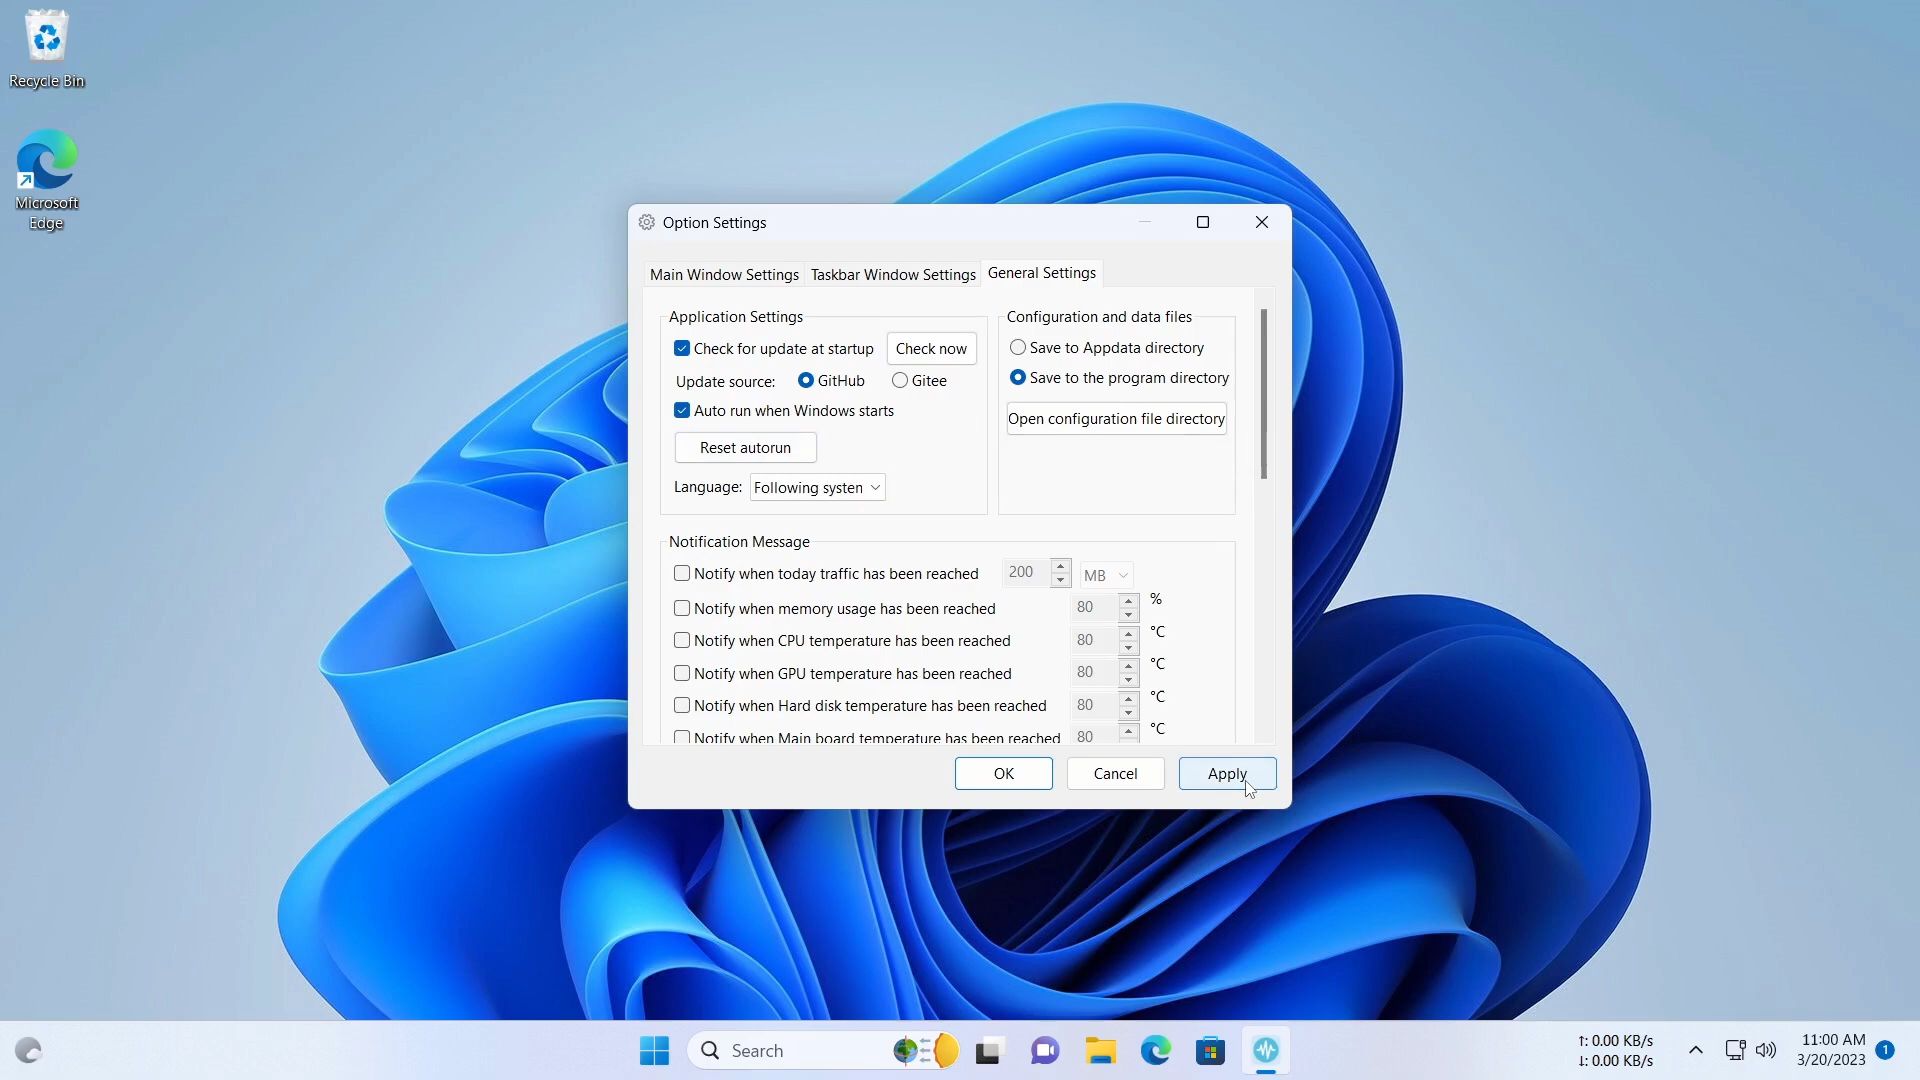 Recycle Bin
Microsoft
Edge
Option Settings
Main Window Settings
Taskbar Window Settings
General Settings
Application Settings
Check for update at startup
Check now
Update source:
GitHub
Gitee
Auto run when Windows starts
Reset autorun
Language:
Following systen
Configuration and data files
Save to Appdata directory
Save to the program directory
Open configuration file directory
Notification Message
Notify when today traffic has been reached 200 MB
Notify when memory usage has been reached 80 %
Notify when CPU temperature has been reached 80 °C
Notify when GPU temperature has been reached 80 °C
Notify when Hard disk temperature has been reached 80 °C
Notify when Main board temperature has been reached 80 °C
OK
Cancel
Apply
Search
↑: 0.00 KB/s
↓: 0.00 KB/s
11:00 AM
3/20/2023
1